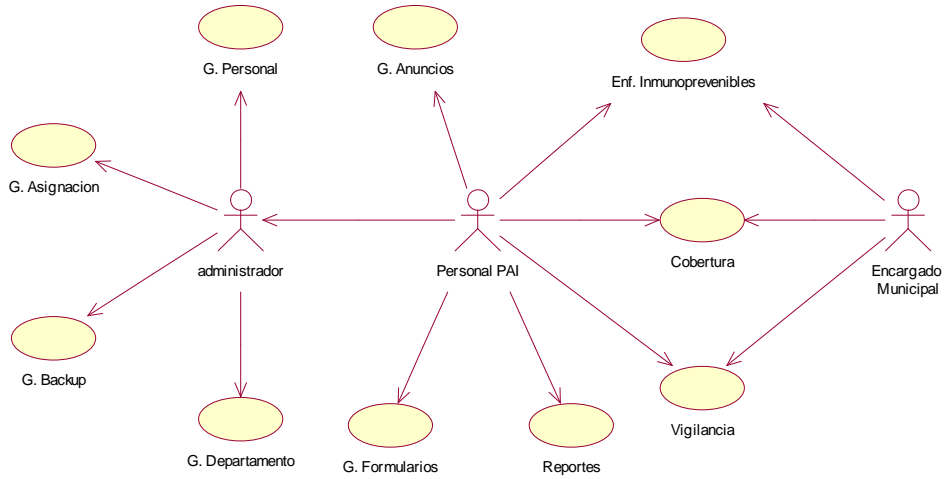 G. Personal
G. Anuncios
Enf. Inmunoprevenibles
G. Asignacion
administrador
Personal PAI
Cobertura
Encargado
Municipal
G. Backup
Vigilancia
G. Departamento
G. Formularios
Reportes